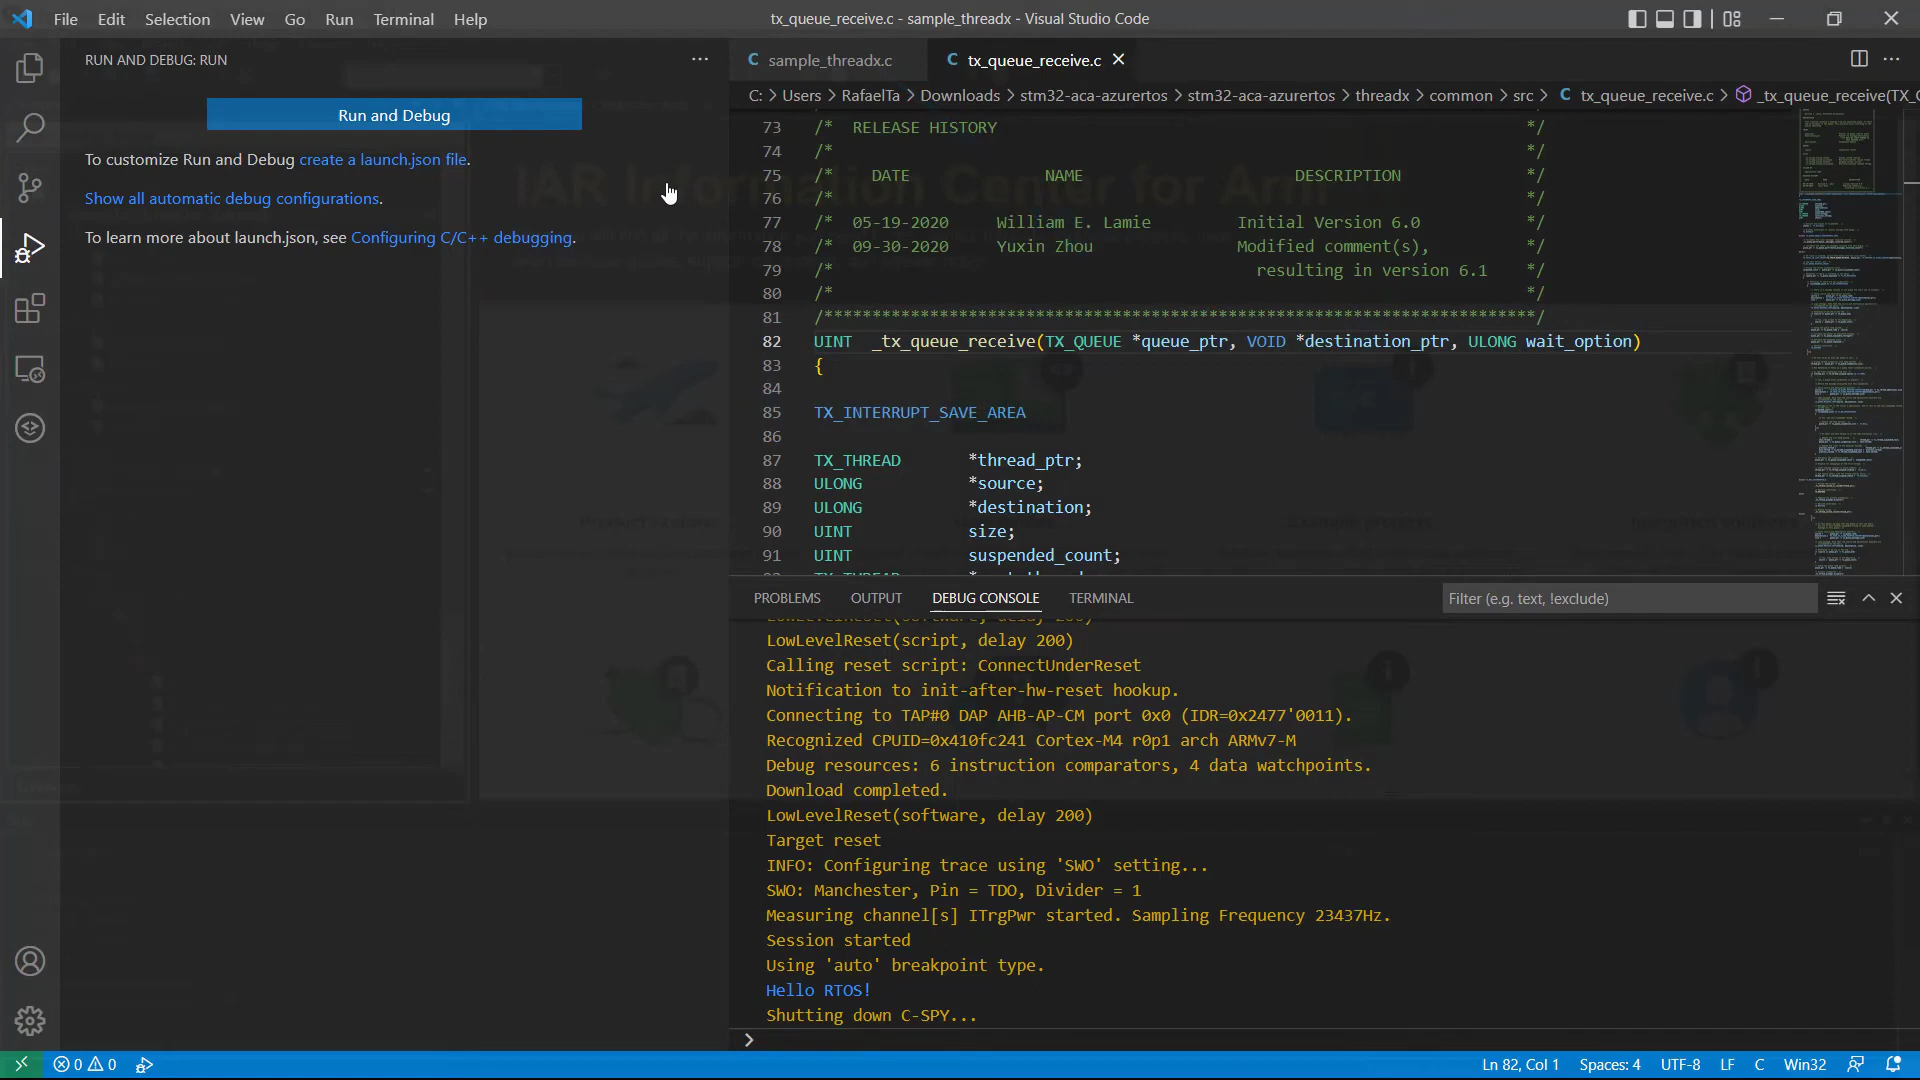 File Edit Selection View Go Run Terminal Help
tx_queue_receive.c - sample_threadx - Visual Studio Code
RUN AND DEBUG: RUN
Run and Debug
To customize Run and Debug create a launch.json file.
Show all automatic debug configurations.
To learn more about launch.json, see Configuring C/C++ debugging.
IAR Information Center for Arm
sample_threadx.c
tx_queue_receive.c
C: > Users > RafaelTa > Downloads > stm32-aca-azurertos > stm32-aca-azurertos > threadx > common > src > C tx_queue_receive.c > _tx_queue_receive(TX_
73 /* RELEASE HISTORY */
74 /* */
75 /* DATE NAME DESCRIPTION */
76 /* */
77 /* 05-19-2020 William E. Lamie Initial Version 6.0 */
78 /* 09-30-2020 Yuxin Zhou Modified comment(s), */
79 /* resulting in version 6.1 */
80 /* */
81 /**************************************************************************/
82 UINT _tx_queue_receive(TX_QUEUE *queue_ptr, VOID *destination_ptr, ULONG wait_option)
83 {
84
85 TX_INTERRUPT_SAVE_AREA
86
87 TX_THREAD *thread_ptr;
88 ULONG *source;
89 ULONG *destination;
90 UINT size;
91 UINT suspended_count;
PROBLEMS OUTPUT DEBUG CONSOLE TERMINAL
Filter (e.g. text, !exclude)
LowLevelReset(software, delay 200)
LowLevelReset(script, delay 200)
Calling reset script: ConnectUnderReset
Notification to init-after-hw-reset hookup.
Connecting to TAP#0 DAP AHB-AP-CM port 0x0 (IDR=0x2477'0011).
Recognized CPUID=0x410fc241 Cortex-M4 r0p1 arch ARMv7-M
Debug resources: 6 instruction comparators, 4 data watchpoints.
Download completed.
LowLevelReset(software, delay 200)
Target reset
INFO: Configuring trace using 'SWO' setting...
SWO: Manchester, Pin = TDO, Divider = 1
Measuring channel[s] ITrgPwr started. Sampling Frequency 23437Hz.
Session started
Using 'auto' breakpoint type.
Hello RTOS!
Shutting down C-SPY...
0 0
Ln 82, Col 1 Spaces: 4 UTF-8 LF C Win32